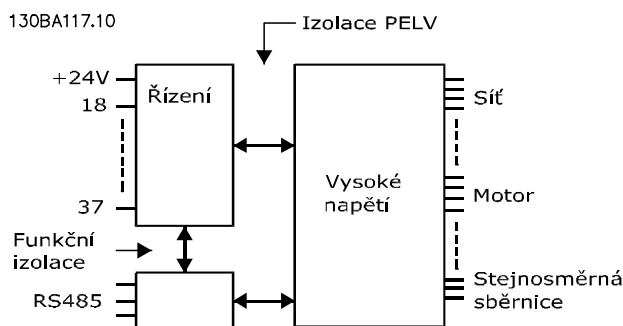 130BA117.10
Izolace PELV
+24V
18
37
Řízení
Vysoké
napětí
Síť
Motor
Stejnosměrná
sběrnice
Funkční
izolace
RS485